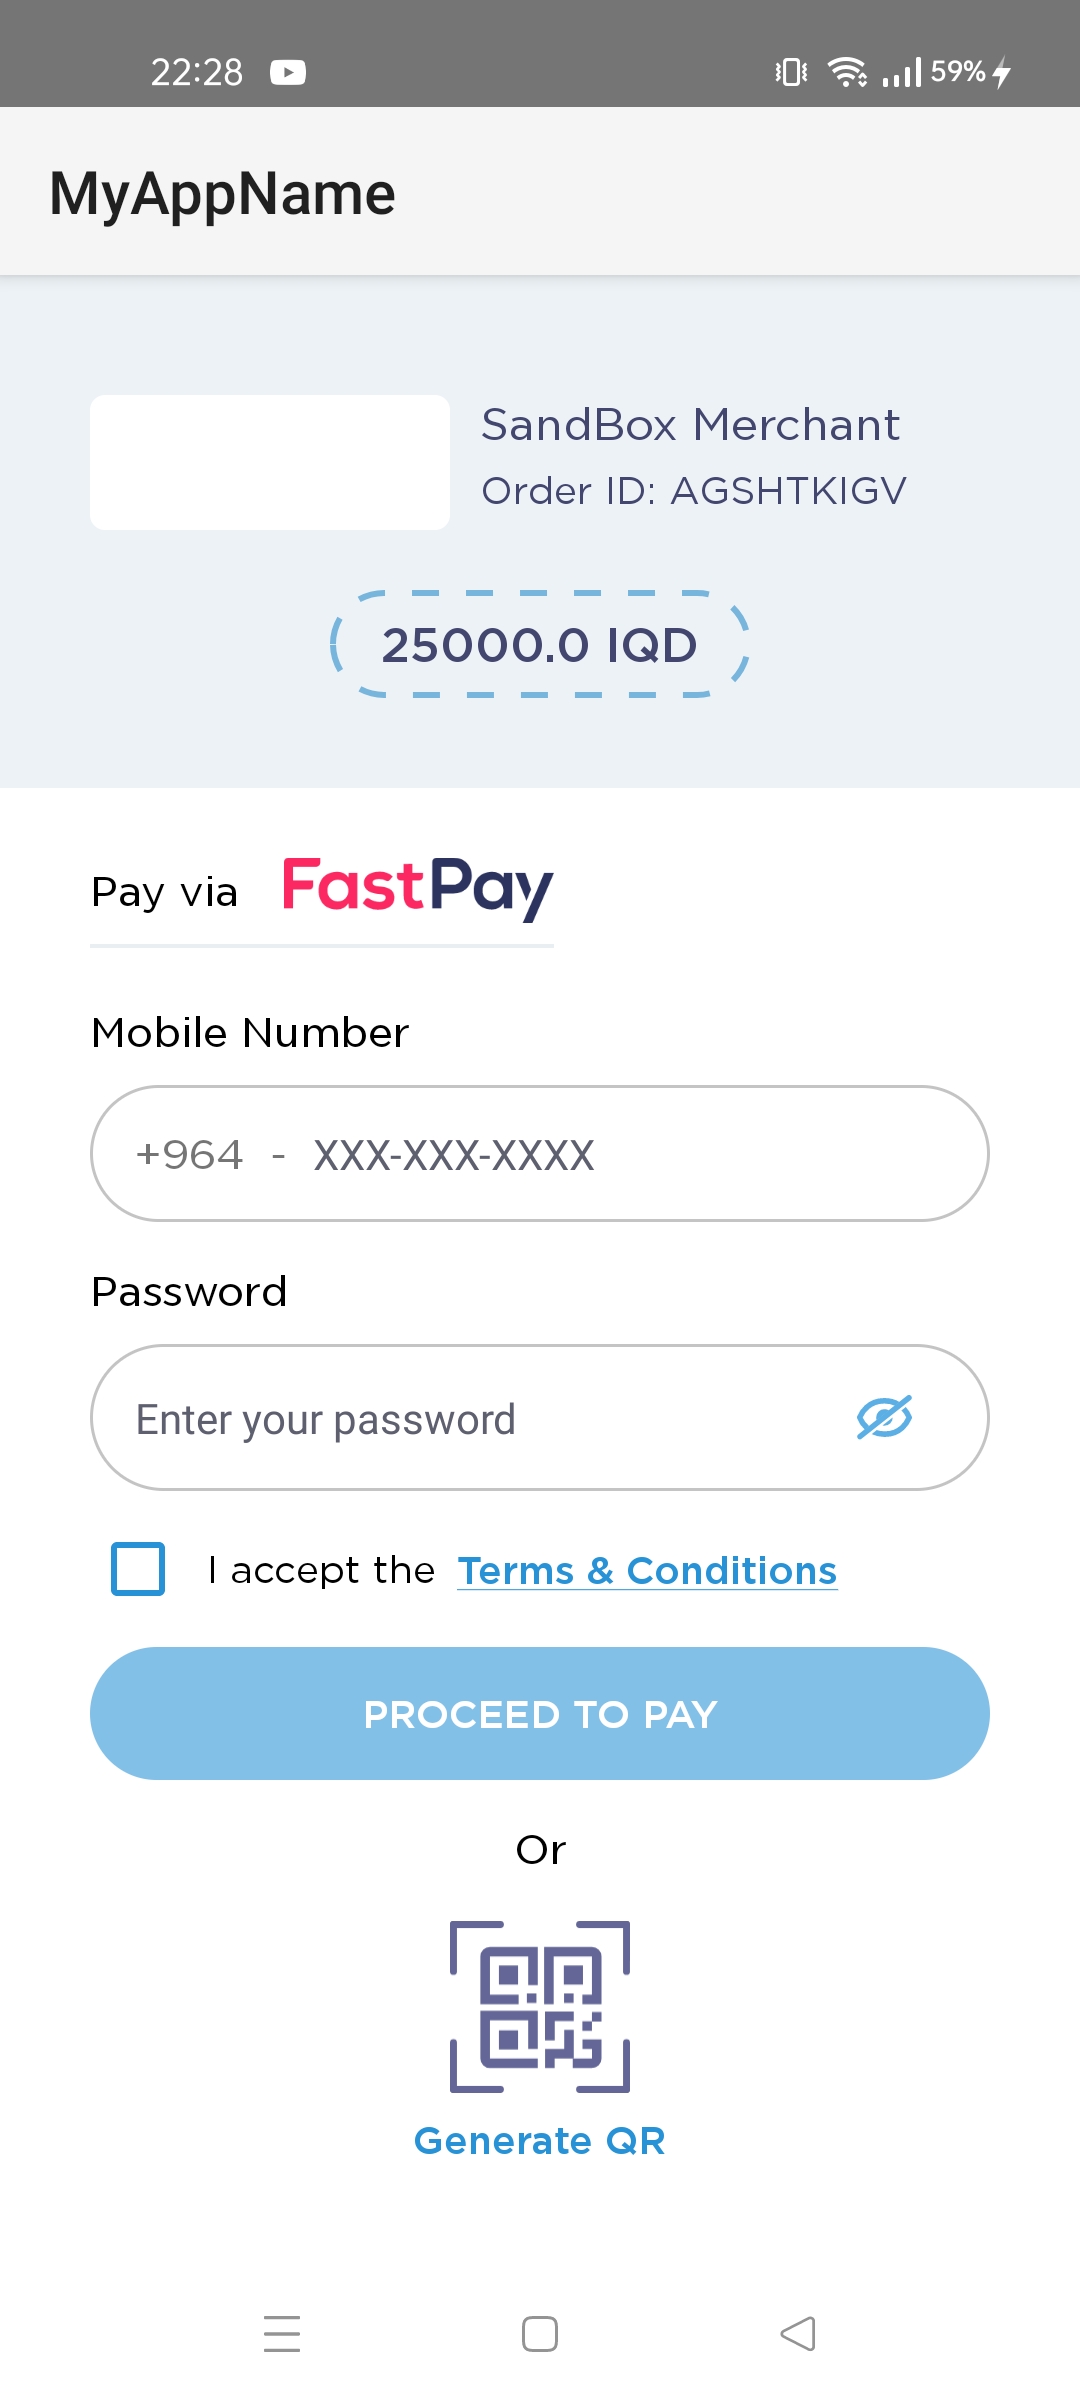 22:28 59%
MyAppName
SandBox Merchant
Order ID: AGSHTKIGV
25000.0 IQD
Pay via FastPay
Mobile Number
+964 - XXX-XXX-XXXX
Password
Enter your password
I accept the Terms & Conditions
PROCEED TO PAY
Or
Generate QR